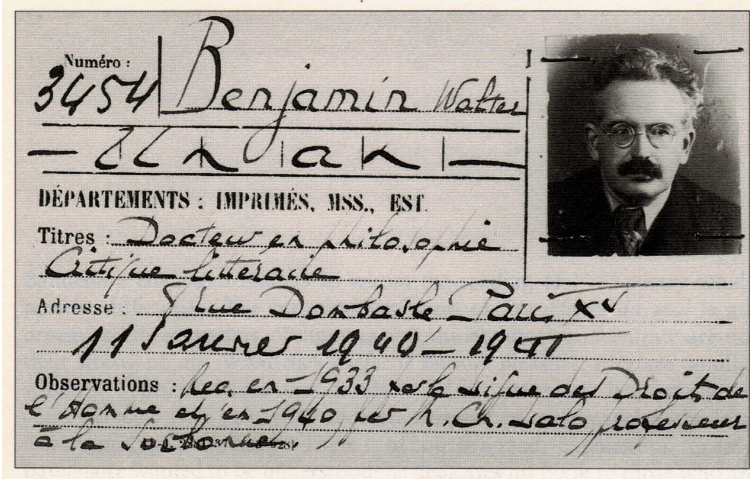 Numéro :
3454 Benjamin Walter
DÉPARTEMENTS : IMPRIMÉS, MSS., EST.
Titres : Docteur en philosophie
Critique littéraire
Adresse : rue Dombasle Paris XV
11 Janvier 1940 - 1941
Observations : Rec. en 1933 par la Ligue des Droits de
l'Homme et en 1940 par M. Ch. Lalo professeur
à la Sorbonne